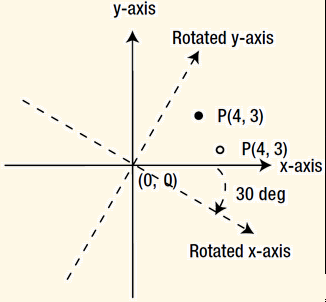 y-axis
Rotated y-axis
P(4, 3)
P(4, 3)
x-axis
(0, 0)
30 deg
Rotated x-axis